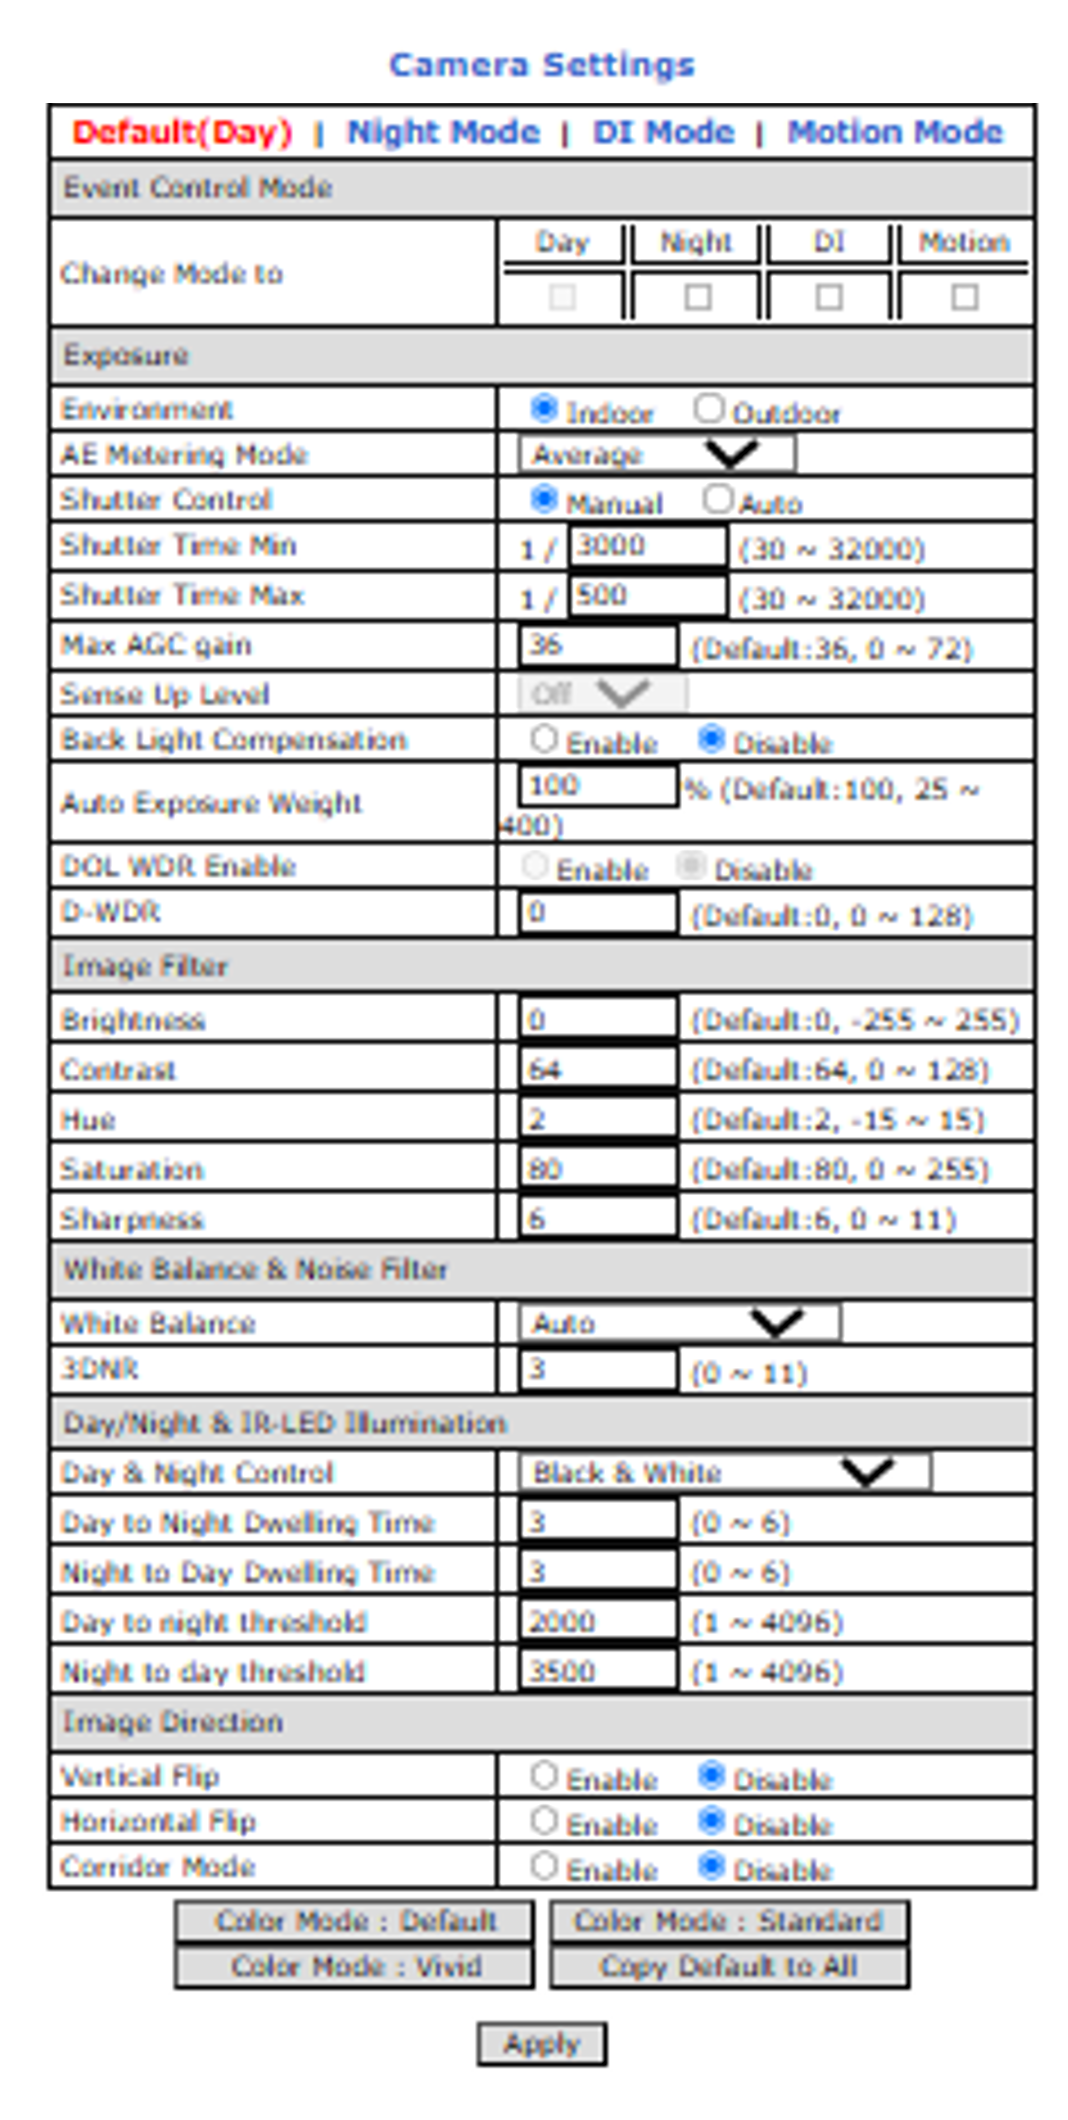 Camera Settings
Default(Day) | Night Mode | DI Mode | Motion Mode
Event Control Mode
Change Mode to
Day Night DI Motion
Exposure
Environment Indoor Outdoor
AE Metering Mode Average
Shutter Control Manual Auto
Shutter Time Min 1 / 3000 (30 ~ 32000)
Shutter Time Max 1 / 500 (30 ~ 32000)
Max AGC gain 36 (Default:36, 0 ~ 72)
Sense Up Level Off
Back Light Compensation Enable Disable
Auto Exposure Weight 100 % (Default:100, 25 ~
400)
DOL WDR Enable Enable Disable
D-WDR 0 (Default:0, 0 ~ 128)
Image Filter
Brightness 0 (Default:0, -255 ~ 255)
Contrast 64 (Default:64, 0 ~ 128)
Hue 2 (Default:2, -15 ~ 15)
Saturation 80 (Default:80, 0 ~ 255)
Sharpness 6 (Default:6, 0 ~ 11)
White Balance & Noise Filter
White Balance Auto
3DNR 3 (0 ~ 11)
Day/Night & IR-LED Illumination
Day & Night Control Black & White
Day to Night Dwelling Time 3 (0 ~ 6)
Night to Day Dwelling Time 3 (0 ~ 6)
Day to night threshold 2000 (1 ~ 4096)
Night to day threshold 3500 (1 ~ 4096)
Image Direction
Vertical Flip Enable Disable
Horizontal Flip Enable Disable
Corridor Mode Enable Disable
Color Mode : Default Color Mode : Standard
Color Mode : Vivid Copy Default to All
Apply